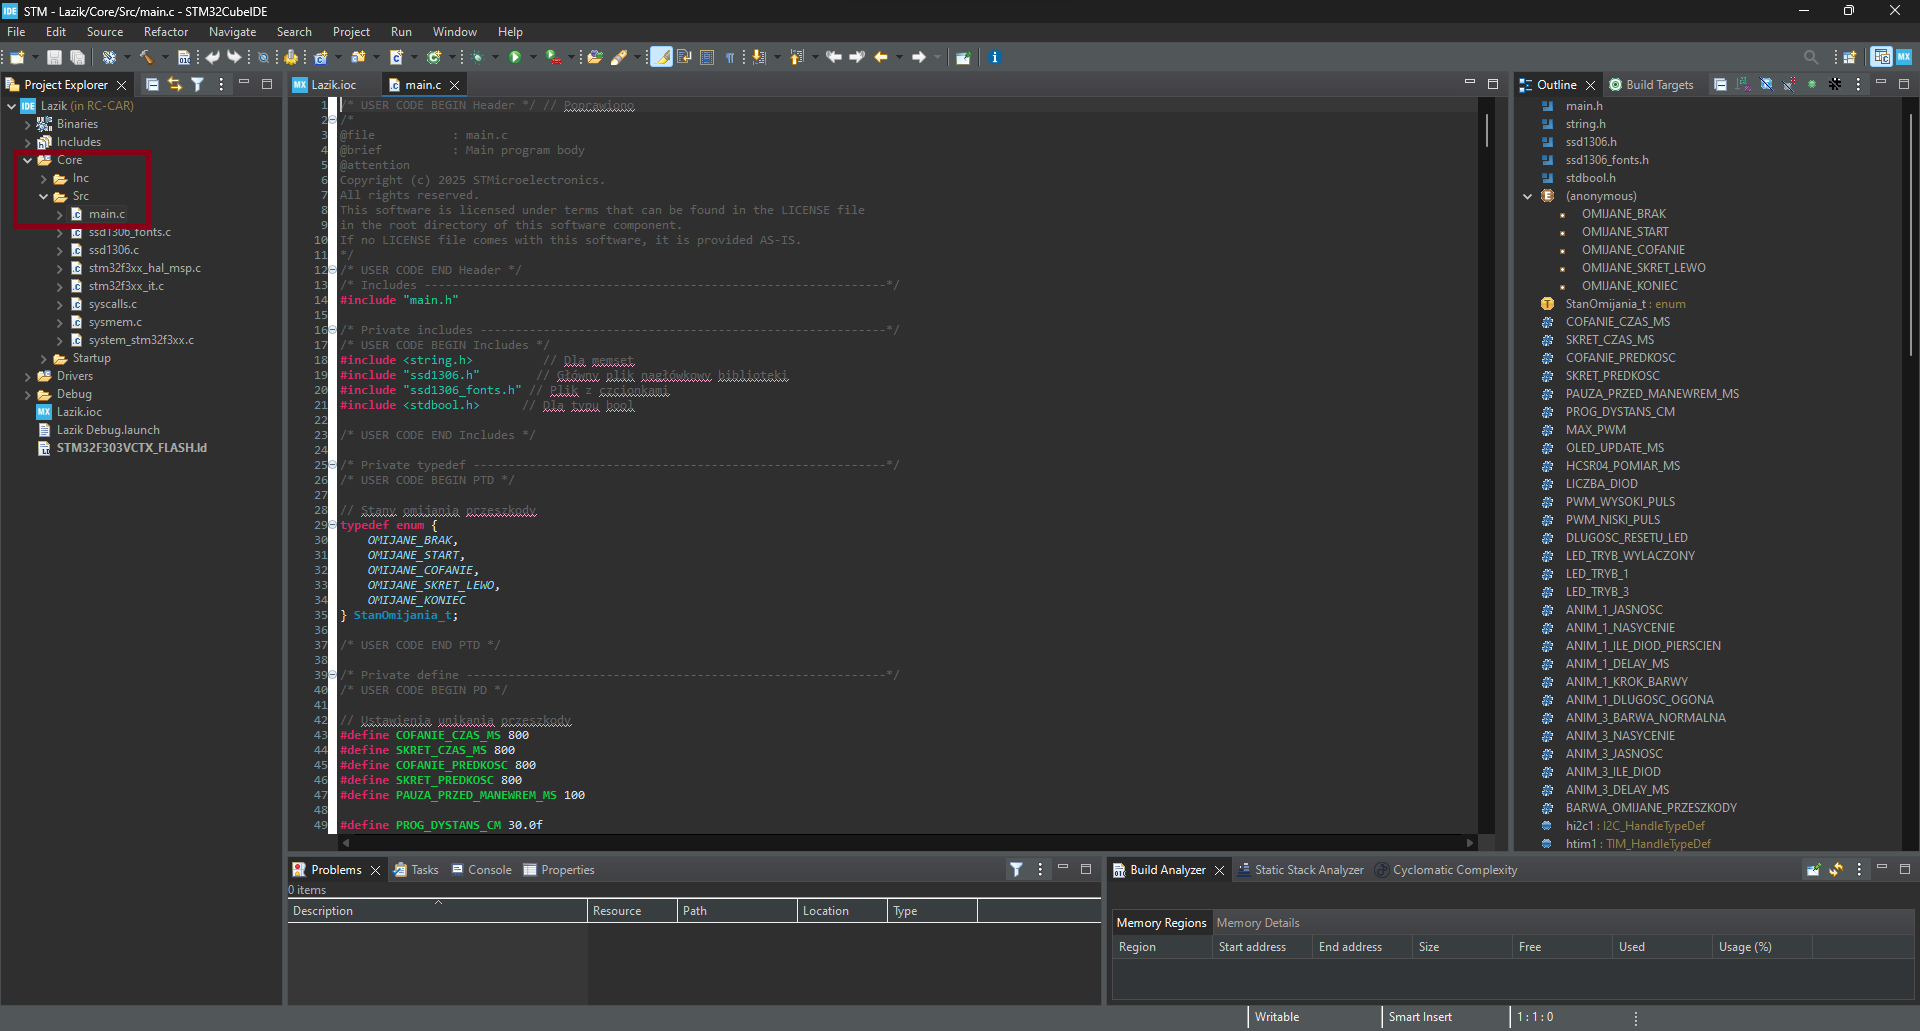 STM - Lazik/Core/Src/main.c - STM32CubeIDE
File Edit Source Refactor Navigate Search Project Run Window Help
Project Explorer
Lazik (in RC-CAR)
Binaries
Includes
Core
Inc
Src
main.c
ssd1306_fonts.c
ssd1306.c
stm32f3xx_hal_msp.c
stm32f3xx_it.c
syscalls.c
sysmem.c
system_stm32f3xx.c
Startup
Drivers
Debug
Lazik.ioc
Lazik Debug.launch
STM32F303VCTX_FLASH.ld
Lazik.ioc main.c
1 /* USER CODE BEGIN Header */ // Poprawiono
2 /*
3 @file : main.c
4 @brief : Main program body
5 @attention
6 Copyright (c) 2025 STMicroelectronics.
7 All rights reserved.
8 This software is licensed under terms that can be found in the LICENSE file
9 in the root directory of this software component.
10 If no LICENSE file comes with this software, it is provided AS-IS.
11 */
12 /* USER CODE END Header */
13 /* Includes ------------------------------------------------------------------*/
14 #include "main.h"
15
16 /* Private includes ----------------------------------------------------------*/
17 /* USER CODE BEGIN Includes */
18 #include <string.h> // Dla memset
19 #include "ssd1306.h" // Główny plik nagłówkowy biblioteki
20 #include "ssd1306_fonts.h" // Plik z czcionkami
21 #include <stdbool.h> // Dla typu bool
22
23 /* USER CODE END Includes */
24
25 /* Private typedef -----------------------------------------------------------*/
26 /* USER CODE BEGIN PTD */
27
28 // Stany omijania przeszkody
29 typedef enum {
30 OMIJANE_BRAK,
31 OMIJANE_START,
32 OMIJANE_COFANIE,
33 OMIJANE_SKRET_LEWO,
34 OMIJANE_KONIEC
35 } StanOmijania_t;
36
37 /* USER CODE END PTD */
38
39 /* Private define ------------------------------------------------------------*/
40 /* USER CODE BEGIN PD */
41
42 // Ustawienia unikania przeszkody
43 #define COFANIE_CZAS_MS 800
44 #define SKRET_CZAS_MS 800
45 #define COFANIE_PREDKOSC 800
46 #define SKRET_PREDKOSC 800
47 #define PAUZA_PRZED_MANEWREM_MS 100
48
49 #define PROG_DYSTANS_CM 30.0f
Outline Build Targets
main.h
string.h
ssd1306.h
ssd1306_fonts.h
stdbool.h
(anonymous)
OMIJANE_BRAK
OMIJANE_START
OMIJANE_COFANIE
OMIJANE_SKRET_LEWO
OMIJANE_KONIEC
StanOmijania_t : enum
COFANIE_CZAS_MS
SKRET_CZAS_MS
COFANIE_PREDKOSC
SKRET_PREDKOSC
PAUZA_PRZED_MANEWREM_MS
PROG_DYSTANS_CM
MAX_PWM
OLED_UPDATE_MS
HCSR04_POMIAR_MS
LICZBA_DIOD
PWM_WYSOKI_PULS
PWM_NISKI_PULS
DLUGOSC_RESETU_LED
LED_TRYB_WYLACZONY
LED_TRYB_1
LED_TRYB_3
ANIM_1_JASNOSC
ANIM_1_NASYCENIE
ANIM_1_ILE_DIOD_PIERSCIEN
ANIM_1_DELAY_MS
ANIM_1_KROK_BARWY
ANIM_1_DLUGOSC_OGONA
ANIM_3_BARWA_NORMALNA
ANIM_3_NASYCENIE
ANIM_3_JASNOSC
ANIM_3_ILE_DIOD
ANIM_3_DELAY_MS
BARWA_OMIJANE_PRZESZKODY
hi2c1 : I2C_HandleTypeDef
htim1 : TIM_HandleTypeDef
Problems Tasks Console Properties
0 items
Description Resource Path Location Type
Build Analyzer Static Stack Analyzer Cyclomatic Complexity
Memory Regions Memory Details
Region Start address End address Size Free Used Usage (%)
Writable Smart Insert 1 : 1 : 0